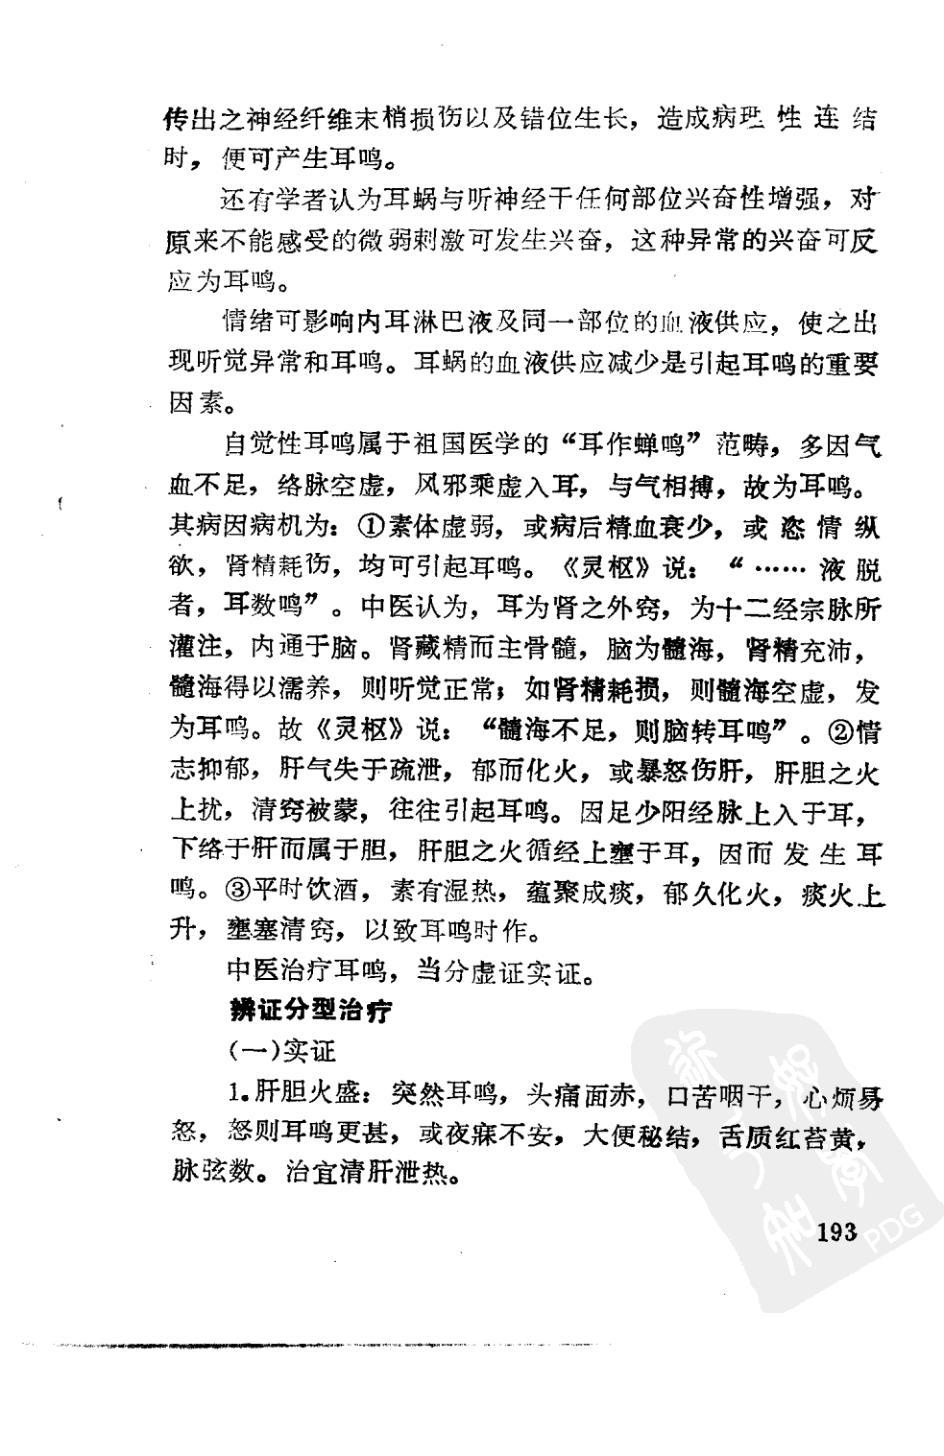 传出之神经纤维末梢损伤以及错位生长，造成病理性连结
时，便可产生耳鸣。
还有学者认为耳蜗与听神经干任何部位兴奋性增强，对
原来不能感受的微弱刺激可发生兴奋，这种异常的兴奋可反
应为耳鸣。
情绪可影响内耳淋巴液及同一部位的血液供应，使之出
现听觉异常和耳鸣。耳蜗的血液供应减少是引起耳鸣的重要
因素。
自觉性耳鸣属于祖国医学的“耳作蝉鸣”范畴，多因气
血不足，络脉空虚，风邪乘虚入耳，与气相搏，故为耳鸣。
其病因病机为：①素体虚弱，或病后精血衰少，或恣情纵
欲，肾精耗伤，均可引起耳鸣。《灵枢》说：“……液脱
者，耳数鸣”。中医认为，耳为肾之外窍，为十二经宗脉所
灌注，内通于脑。肾藏精而主骨髓，脑为髓海，肾精充沛，
髓海得以濡养，则听觉正常；如肾精耗损，则髓海空虚，发
为耳鸣。故《灵枢》说：“髓海不足，则脑转耳鸣”。②情
志抑郁，肝气失于疏泄，郁而化火，或暴怒伤肝，肝胆之火
上扰，清窍被蒙，往往引起耳鸣。因足少阳经脉上入于耳，
下络于肝而属于胆，肝胆之火循经上壅于耳，因而发生耳
鸣。③平时饮酒，素有湿热，蕴聚成痰，郁久化火，痰火上
升，壅塞清窍，以致耳鸣时作。
中医治疗耳鸣，当分虚证实证。
辨证分型治疗
（一）实证
1.肝胆火盛：突然耳鸣，头痛面赤，口苦咽干，心烦易
怒，怒则耳鸣更甚，或夜寐不安，大便秘结，舌质红苔黄，
脉弦数。治宜清肝泄热。
193
PDG